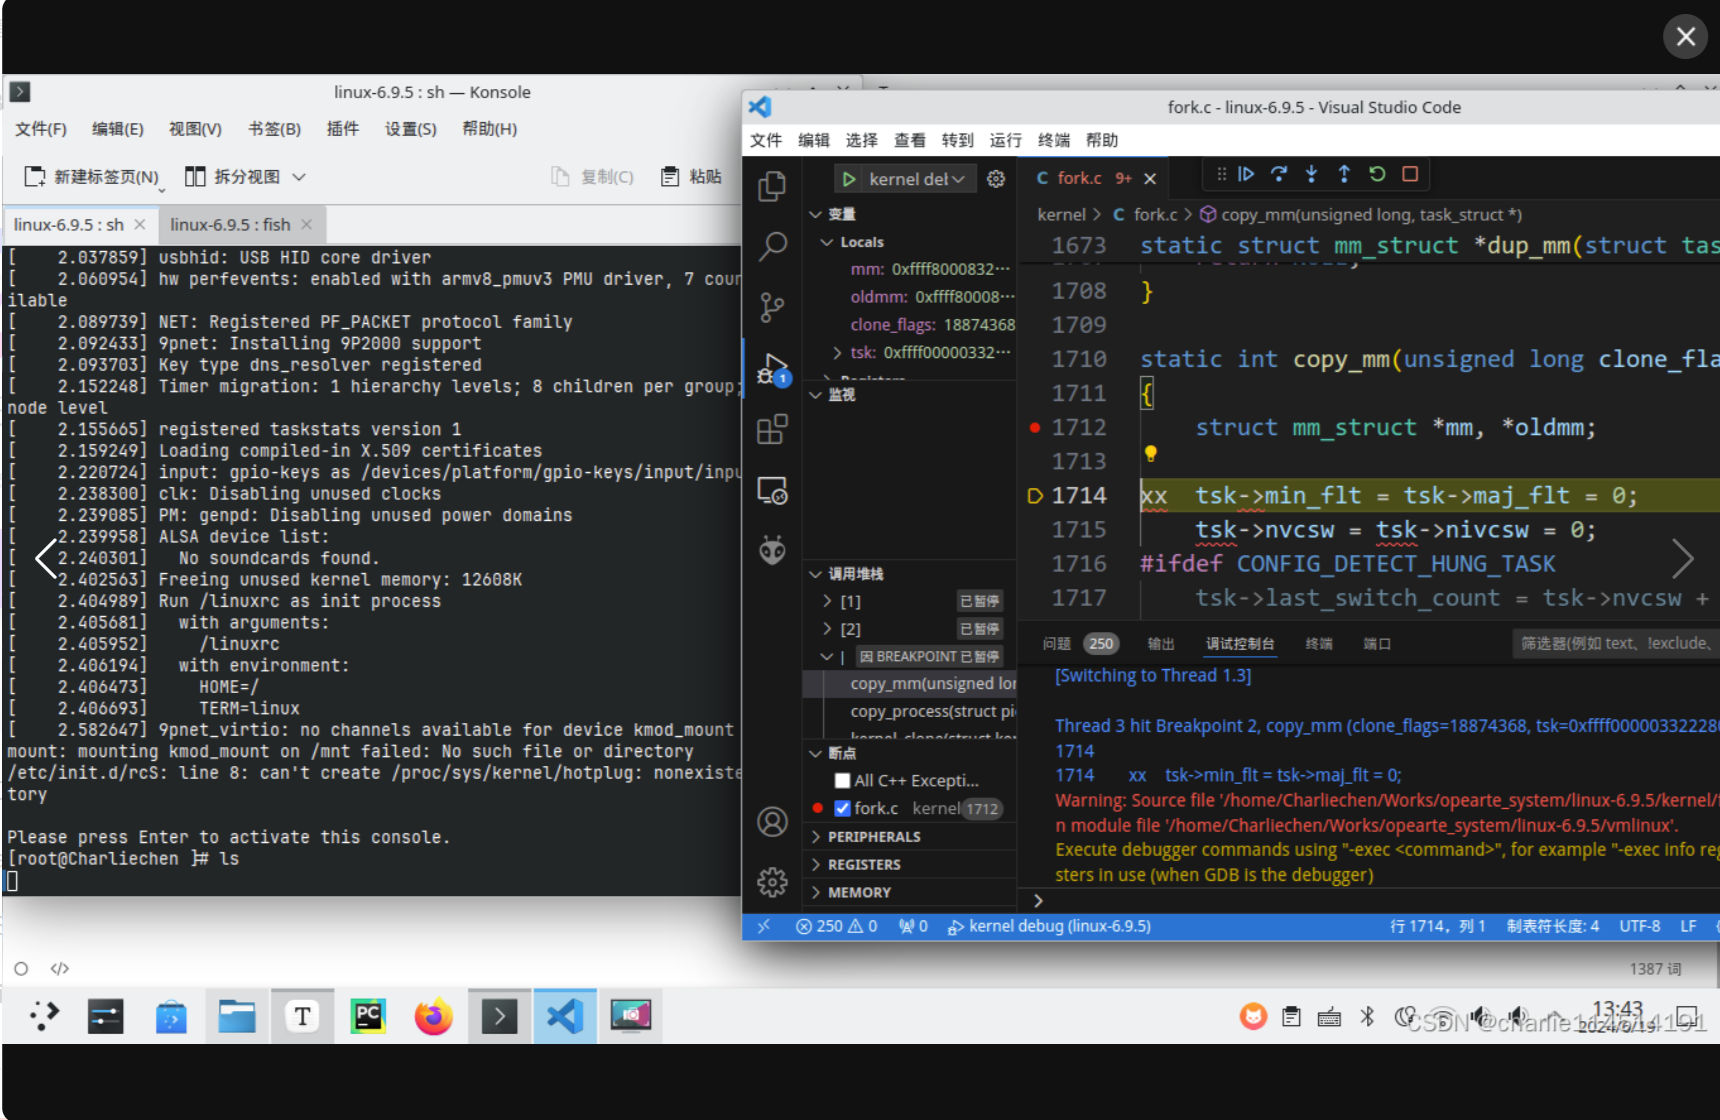 linux-6.9.5 : sh — Konsole
文件(F) 编辑(E) 视图(V) 书签(B) 插件 设置(S) 帮助(H)
新建标签页(N) 拆分视图 复制(C) 粘贴
linux-6.9.5 : sh linux-6.9.5 : fish
[    2.037859] usbhid: USB HID core driver
[    2.060954] hw perfevents: enabled with armv8_pmuv3 PMU driver, 7 cour
ilable
[    2.089739] NET: Registered PF_PACKET protocol family
[    2.092433] 9pnet: Installing 9P2000 support
[    2.093703] Key type dns_resolver registered
[    2.152248] Timer migration: 1 hierarchy levels; 8 children per group;
node level
[    2.155665] registered taskstats version 1
[    2.159249] Loading compiled-in X.509 certificates
[    2.220724] input: gpio-keys as /devices/platform/gpio-keys/input/inpu
[    2.238300] clk: Disabling unused clocks
[    2.239085] PM: genpd: Disabling unused power domains
[    2.239958] ALSA device list:
[    2.240301]   No soundcards found.
[    2.402563] Freeing unused kernel memory: 12608K
[    2.404989] Run /linuxrc as init process
[    2.405681]   with arguments:
[    2.405952]     /linuxrc
[    2.406194]   with environment:
[    2.406473]     HOME=/
[    2.406693]     TERM=linux
[    2.582647] 9pnet_virtio: no channels available for device kmod_mount
mount: mounting kmod_mount on /mnt failed: No such file or directory
/etc/init.d/rcS: line 8: can't create /proc/sys/kernel/hotplug: nonexiste
tory
Please press Enter to activate this console.
[root@Charliechen ]# ls
fork.c - linux-6.9.5 - Visual Studio Code
文件 编辑 选择 查看 转到 运行 终端 帮助
kernel del
变量
Locals
mm: 0xffff8000832···
oldmm: 0xffff80008···
clone_flags: 18874368
tsk: 0xffff00000332···
Registers
监视
调用堆栈
[1] 已暂停
[2] 已暂停
因 BREAKPOINT 已暂停
copy_mm(unsigned lor
copy_process(struct pi
kernel_clone(struct ker
断点
All C++ Excepti...
fork.c kernel 1712
PERIPHERALS
REGISTERS
MEMORY
1
C fork.c 9+
kernel > C fork.c > copy_mm(unsigned long, task_struct *)
1673 static struct mm_struct *dup_mm(struct tas
1707 return NULL;
1708 }
1709
1710 static int copy_mm(unsigned long clone_fla
1711 {
1712 struct mm_struct *mm, *oldmm;
1713
1714 xx tsk->min_flt = tsk->maj_flt = 0;
1715 tsk->nvcsw = tsk->nivcsw = 0;
1716 #ifdef CONFIG_DETECT_HUNG_TASK
1717 tsk->last_switch_count = tsk->nvcsw +
问题 250 输出 调试控制台 终端 端口 筛选器(例如 text、!exclude、
[Switching to Thread 1.3]
Thread 3 hit Breakpoint 2, copy_mm (clone_flags=18874368, tsk=0xffff00000332228
1714
1714 xx tsk->min_flt = tsk->maj_flt = 0;
Warning: Source file '/home/Charliechen/Works/opearte_system/linux-6.9.5/kernel/f
n module file '/home/Charliechen/Works/opearte_system/linux-6.9.5/vmlinux'.
Execute debugger commands using "-exec <command>", for example "-exec info reg
sters in use (when GDB is the debugger)
250 0 0 kernel debug (linux-6.9.5) 行 1714，列 1 制表符长度: 4 UTF-8 LF
1387 词
T PC
13:43
2024/6/19
CSDN @charlie114514191